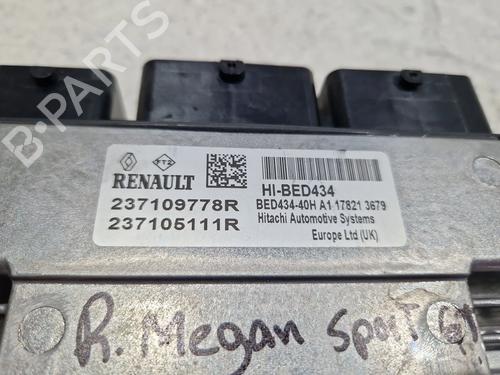 B-PARTS
FTZ
RENAULT
237109778R
237105111R
HI-BED434
BED434-40H A1 17821 3679
Hitachi Automotive Systems
Europe Ltd (UK)
R. Megan Sport GT